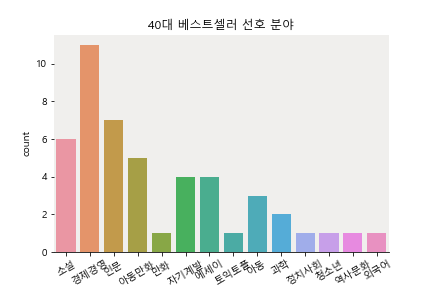 40대 베스트셀러 선호 분야
10
8
6
4
2
0
count
소설
경제경영
인문
아동만화
만화
자기계발
에세이
토익토플
아동
과학
정치사회
청소년
역사문화
외국어